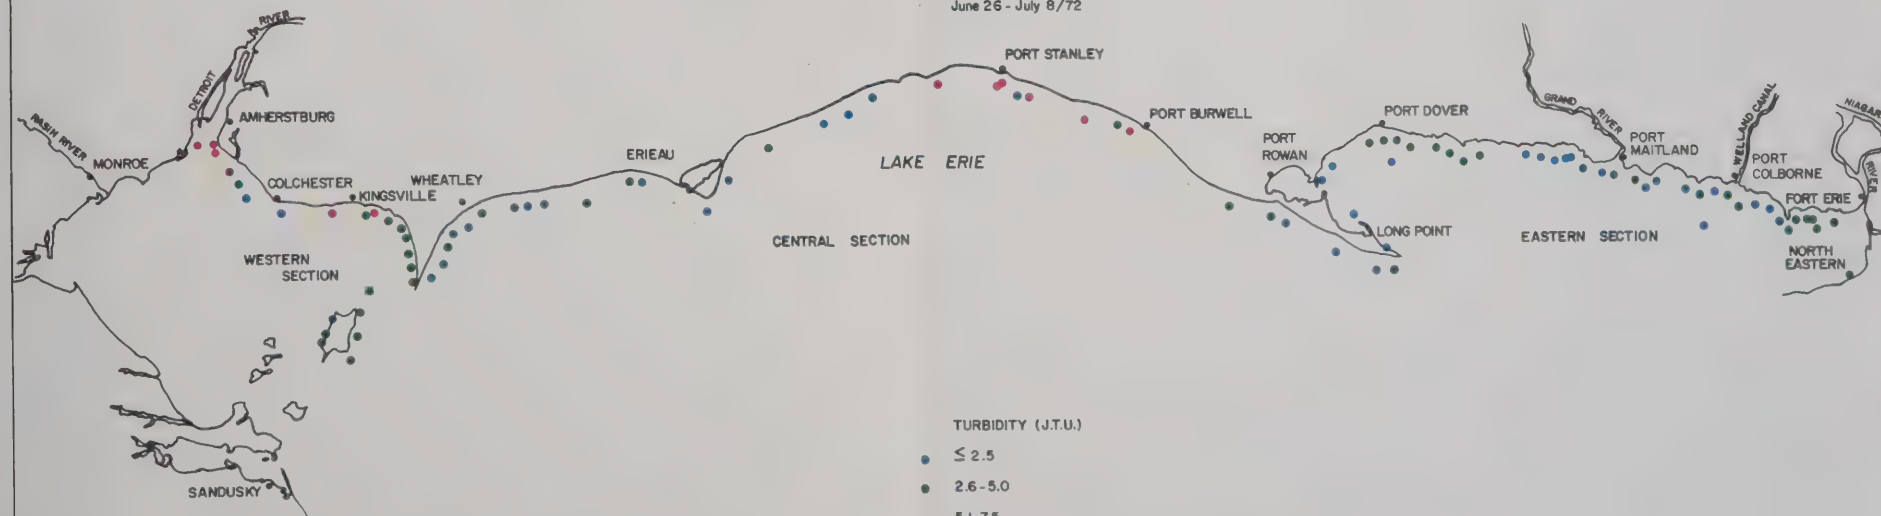 June 26 - July 8/72
RIVER
DETROIT
AMHERSTBURG
RASIN RIVER
MONROE
COLCHESTER
KINGSVILLE
WHEATLEY
ERIEAU
LAKE ERIE
PORT STANLEY
PORT BURWELL
PORT
ROWAN
PORT DOVER
GRAND
RIVER
PORT
MAITLAND
WELLAND CANAL
PORT
COLBORNE
FORT ERIE
RIVER
LONG POINT
WESTERN
SECTION
CENTRAL SECTION
EASTERN SECTION
NORTH
EASTERN
SANDUSKY
TURBIDITY (J.T.U.)
≤ 2.5
2.6-5.0